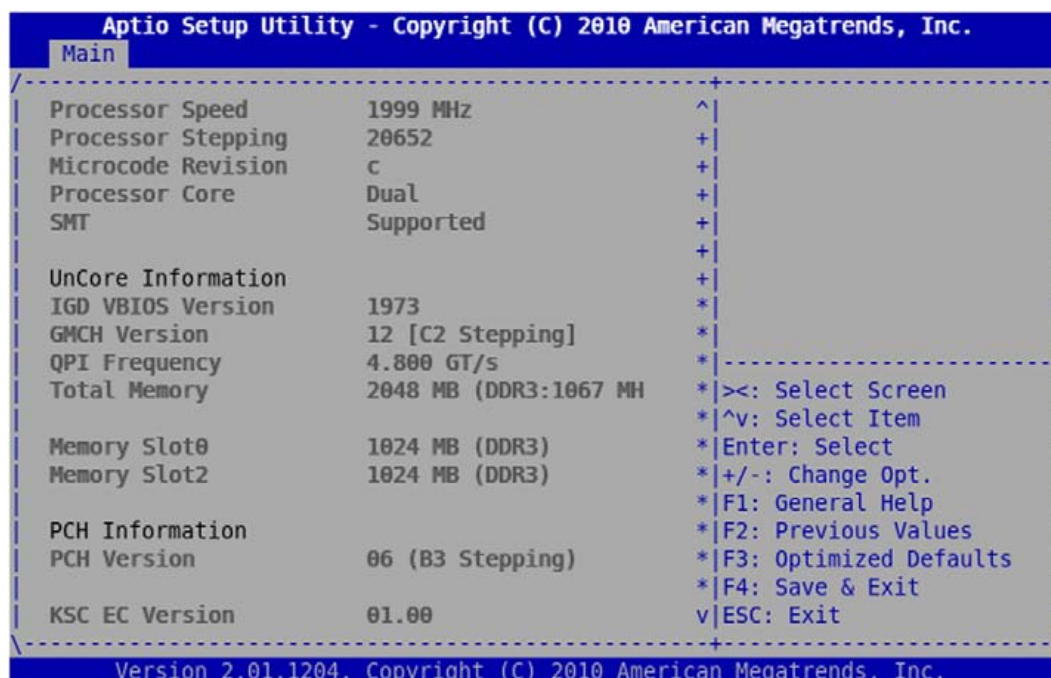 Aptio Setup Utility - Copyright (C) 2010 American Megatrends, Inc.
Main
Processor Speed 1999 MHz
Processor Stepping 20652
Microcode Revision c
Processor Core Dual
SMT Supported
UnCore Information
IGD VBIOS Version 1973
GMCH Version 12 [C2 Stepping]
QPI Frequency 4.800 GT/s
Total Memory 2048 MB (DDR3:1067 MH
><: Select Screen
^v: Select Item
Memory Slot0 1024 MB (DDR3)
Enter: Select
Memory Slot2 1024 MB (DDR3)
+/-: Change Opt.
F1: General Help
PCH Information
F2: Previous Values
PCH Version 06 (B3 Stepping)
F3: Optimized Defaults
F4: Save & Exit
KSC EC Version 01.00
ESC: Exit
Version 2.01.1204. Copyright (C) 2010 American Megatrends, Inc.